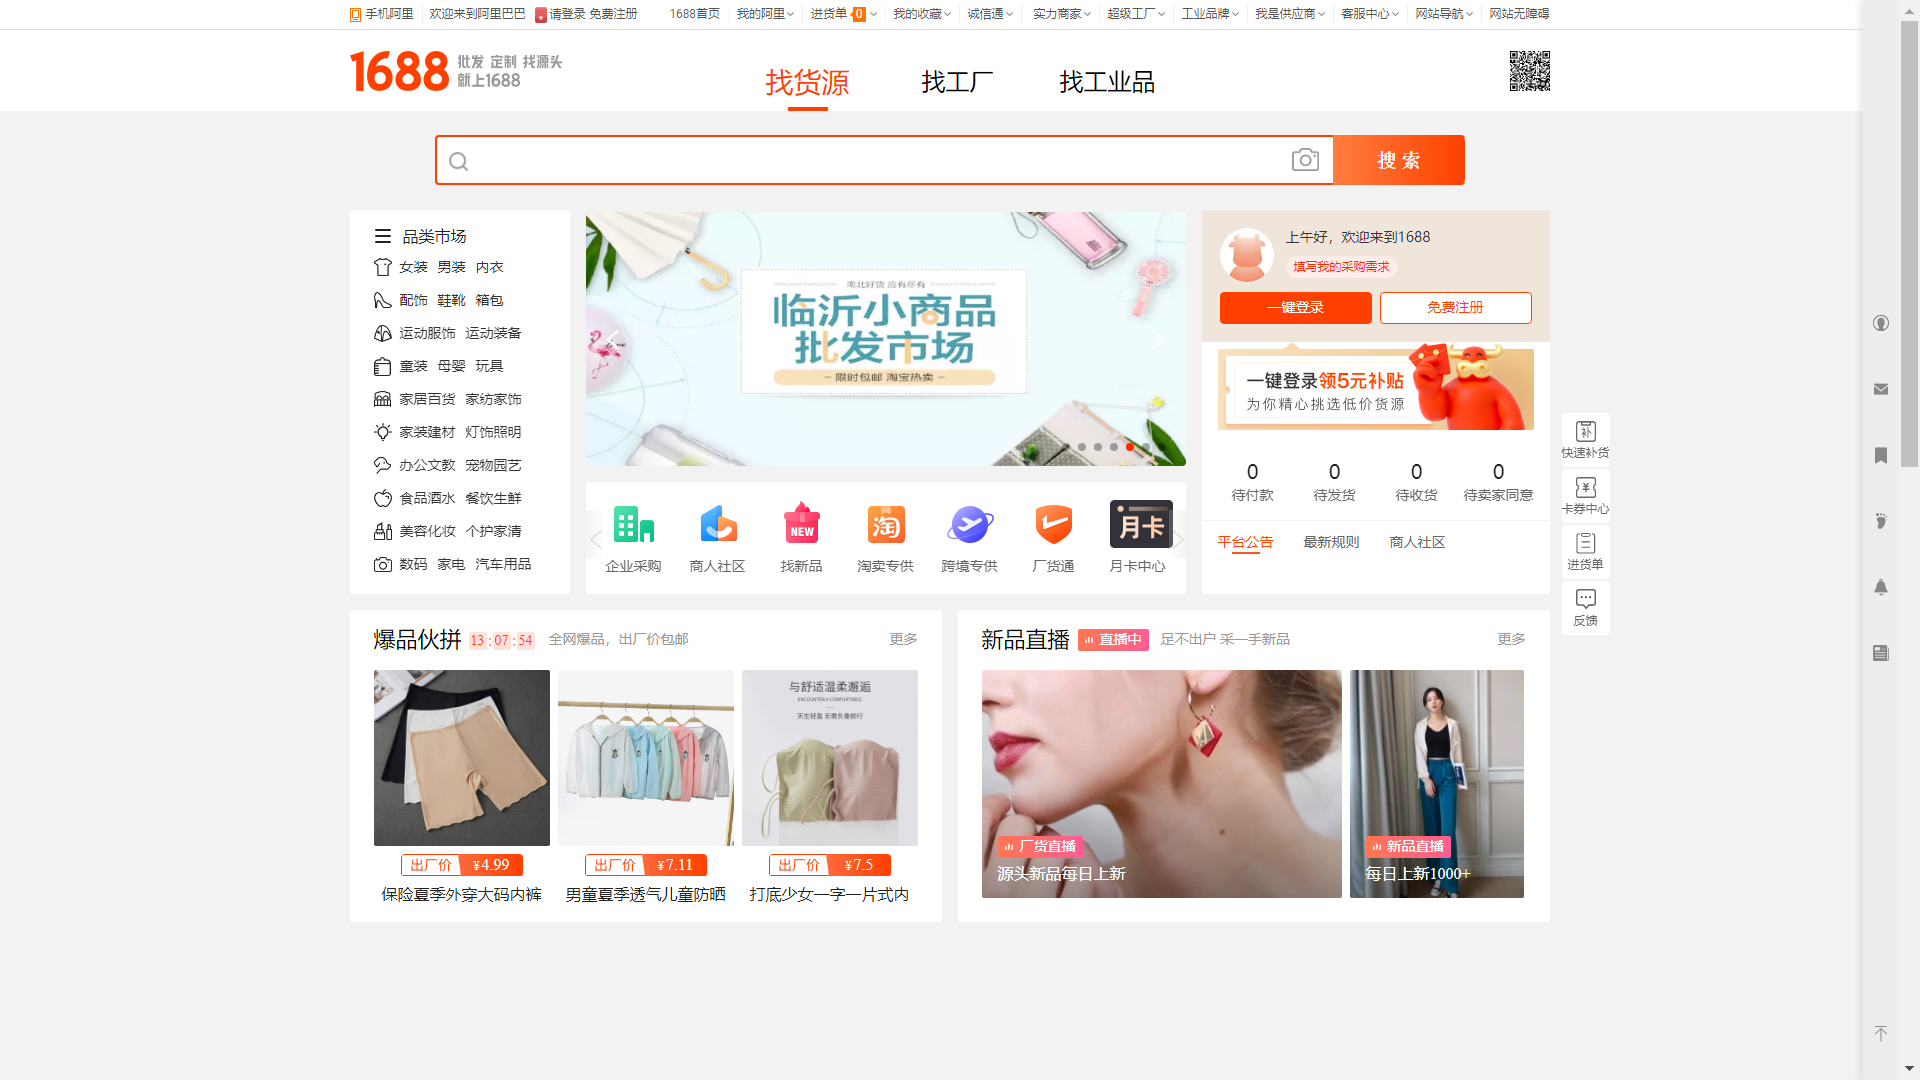 手机阿里
欢迎来到阿里巴巴 请登录 免费注册
1688首页 我的阿里 进货单 0 我的收藏 诚信通 实力商家 超级工厂 工业品牌 我是供应商 客服中心 网站导航 网站无障碍
1688
批发 定制 找源头
就上1688
找货源 找工厂 找工业品
搜 索
品类市场
女装 男装 内衣
配饰 鞋靴 箱包
运动服饰 运动装备
童装 母婴 玩具
家居百货 家纺家饰
家装建材 灯饰照明
办公文教 宠物园艺
食品酒水 餐饮生鲜
美容化妆 个护家清
数码 家电 汽车用品
南北好货 应有尽有
临沂小商品
批发市场
限时包邮 淘宝热卖
NEW
淘
月卡
企业采购 商人社区 找新品 淘卖专供 跨境专供 厂货通 月卡中心
上午好，欢迎来到1688
填写我的采购需求
一键登录 免费注册
一键登录领5元补贴
为你精心挑选低价货源
0 0 0 0
待付款 待发货 待收货 待卖家同意
平台公告 最新规则 商人社区
补
快速补货
卡券中心
进货单
反馈
爆品伙拼 13 : 07 : 54 全网爆品，出厂价包邮 更多
与舒适温柔邂逅
ENCOUNTER A COMFORTABLE
天生轻盈 无需负重前行
出厂价 ¥4.99
出厂价 ¥7.11
出厂价 ¥7.5
保险夏季外穿大码内裤
男童夏季透气儿童防晒
打底少女一字一片式内
新品直播 直播中 足不出户 采一手新品 更多
厂货直播
源头新品每日上新
新品直播
每日上新1000+